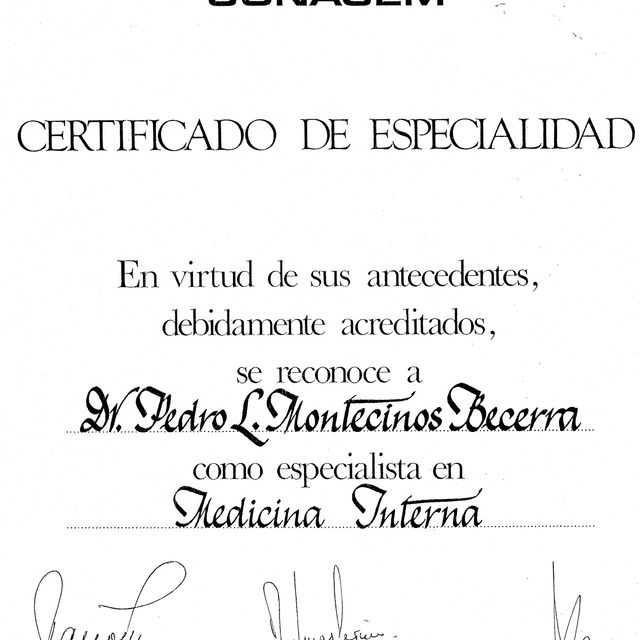 CONACEM
CERTIFICADO DE ESPECIALIDAD
En virtud de sus antecedentes,
debidamente acreditados,
se reconoce a
Dr. Pedro L. Montecinos Becerra
como especialista en
Medicina Interna